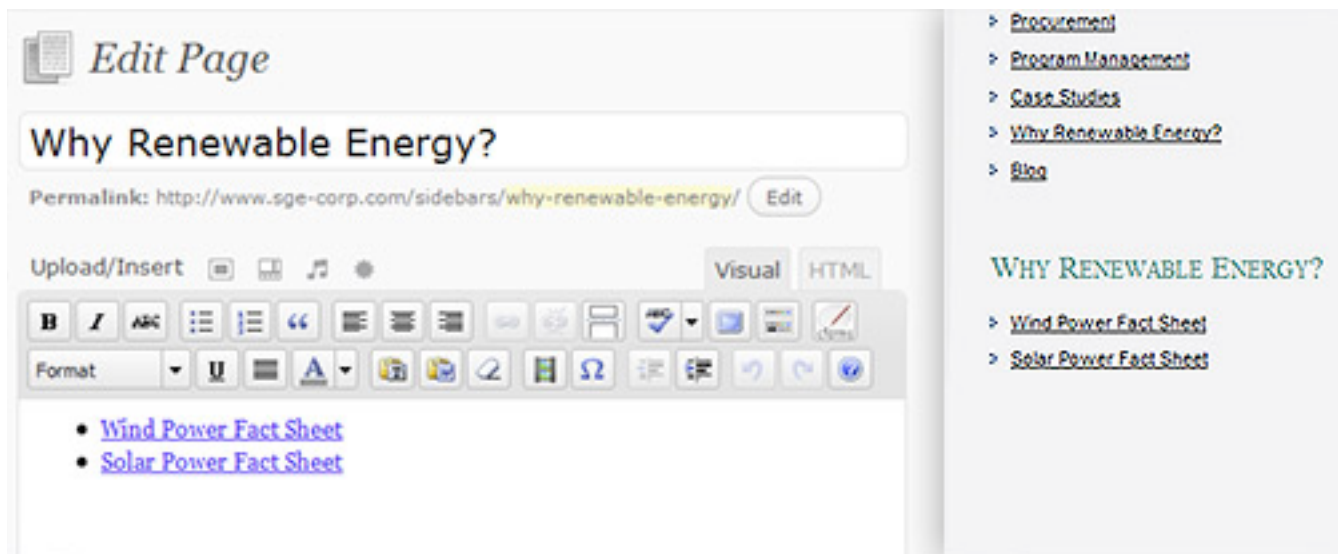 Edit Page
Why Renewable Energy?
Permalink: http://www.sge-corp.com/sidebars/why-renewable-energy/ Edit
Upload/Insert
Visual HTML
B I ABC ABC
Format U A Ω
• Wind Power Fact Sheet
• Solar Power Fact Sheet
Procurement
Program Management
Case Studies
Why Renewable Energy?
Blog
WHY RENEWABLE ENERGY?
Wind Power Fact Sheet
Solar Power Fact Sheet